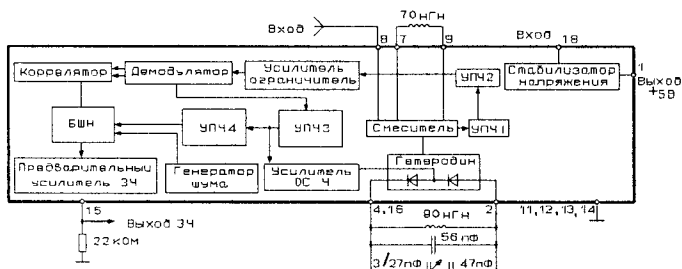 70нГн
Вход
8
7
9
Вход
18
Коррелятор
Демодулятор
Усилитель
ограничитель
УПЧ2
Стабилизатор
напряжения
1
Выход
+5В
БШН
УПЧ4
УПЧ3
Смеситель
УПЧ1
Гетеродин
Предварительный
усилитель ЗЧ
Генератор
шума
Усилитель
ОС Ч
15
4,16
2
11,12,13,14
Выход ЗЧ
22кОм
80нГн
56пФ
3/27пФ
47пФ